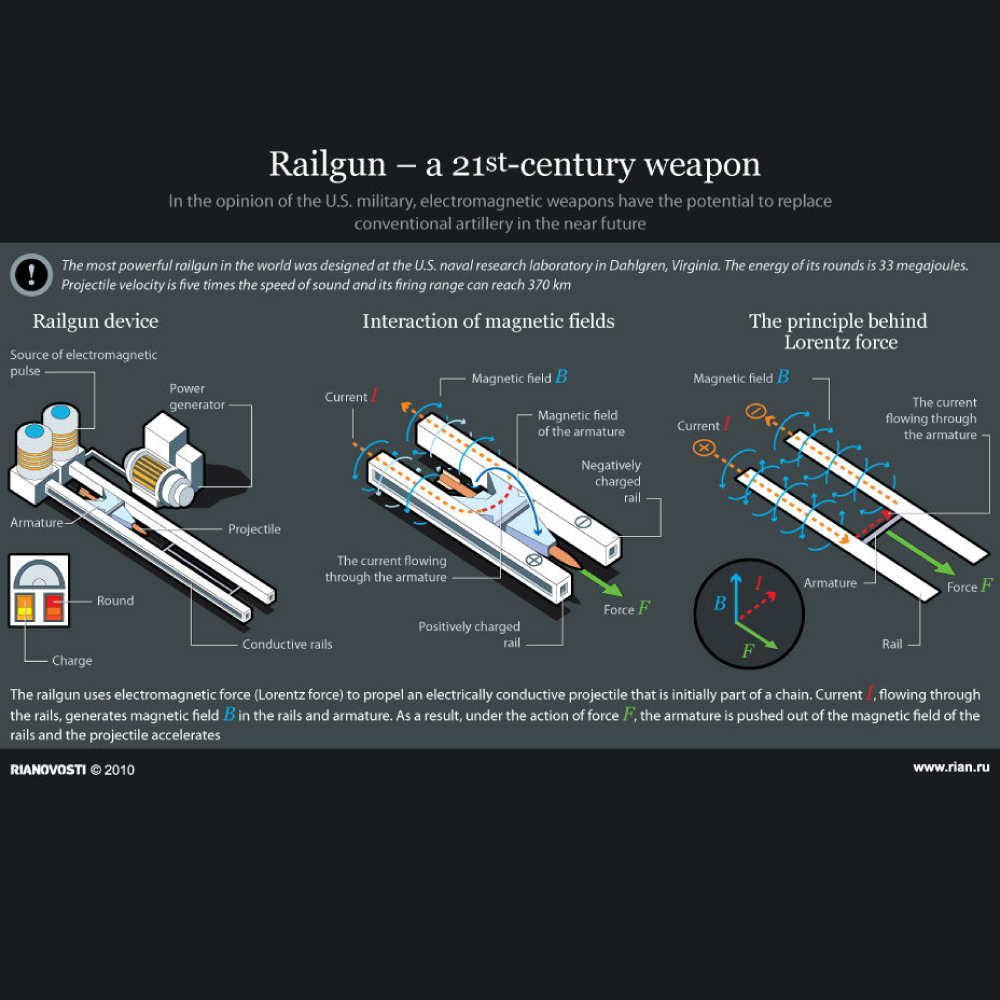 Railgun – a 21st-century weapon
In the opinion of the U.S. military, electromagnetic weapons have the potential to replace
conventional artillery in the near future
!
The most powerful railgun in the world was designed at the U.S. naval research laboratory in Dahlgren, Virginia. The energy of its rounds is 33 megajoules.
Projectile velocity is five times the speed of sound and its firing range can reach 370 km
Railgun device
Source of electromagnetic
pulse
Power
generator
Armature
Projectile
Round
Charge
Conductive rails
Interaction of magnetic fields
Current I
Magnetic field B
Magnetic field
of the armature
Negatively
charged
rail
The current flowing
through the armature
Force F
Positively charged
rail
The principle behind
Lorentz force
Magnetic field B
Current I
The current
flowing through
the armature
Armature
Force F
Rail
B
I
F
The railgun uses electromagnetic force (Lorentz force) to propel an electrically conductive projectile that is initially part of a chain. Current I, flowing through
the rails, generates magnetic field B in the rails and armature. As a result, under the action of force F, the armature is pushed out of the magnetic field of the
rails and the projectile accelerates
RIANOVOSTI © 2010
www.rian.ru